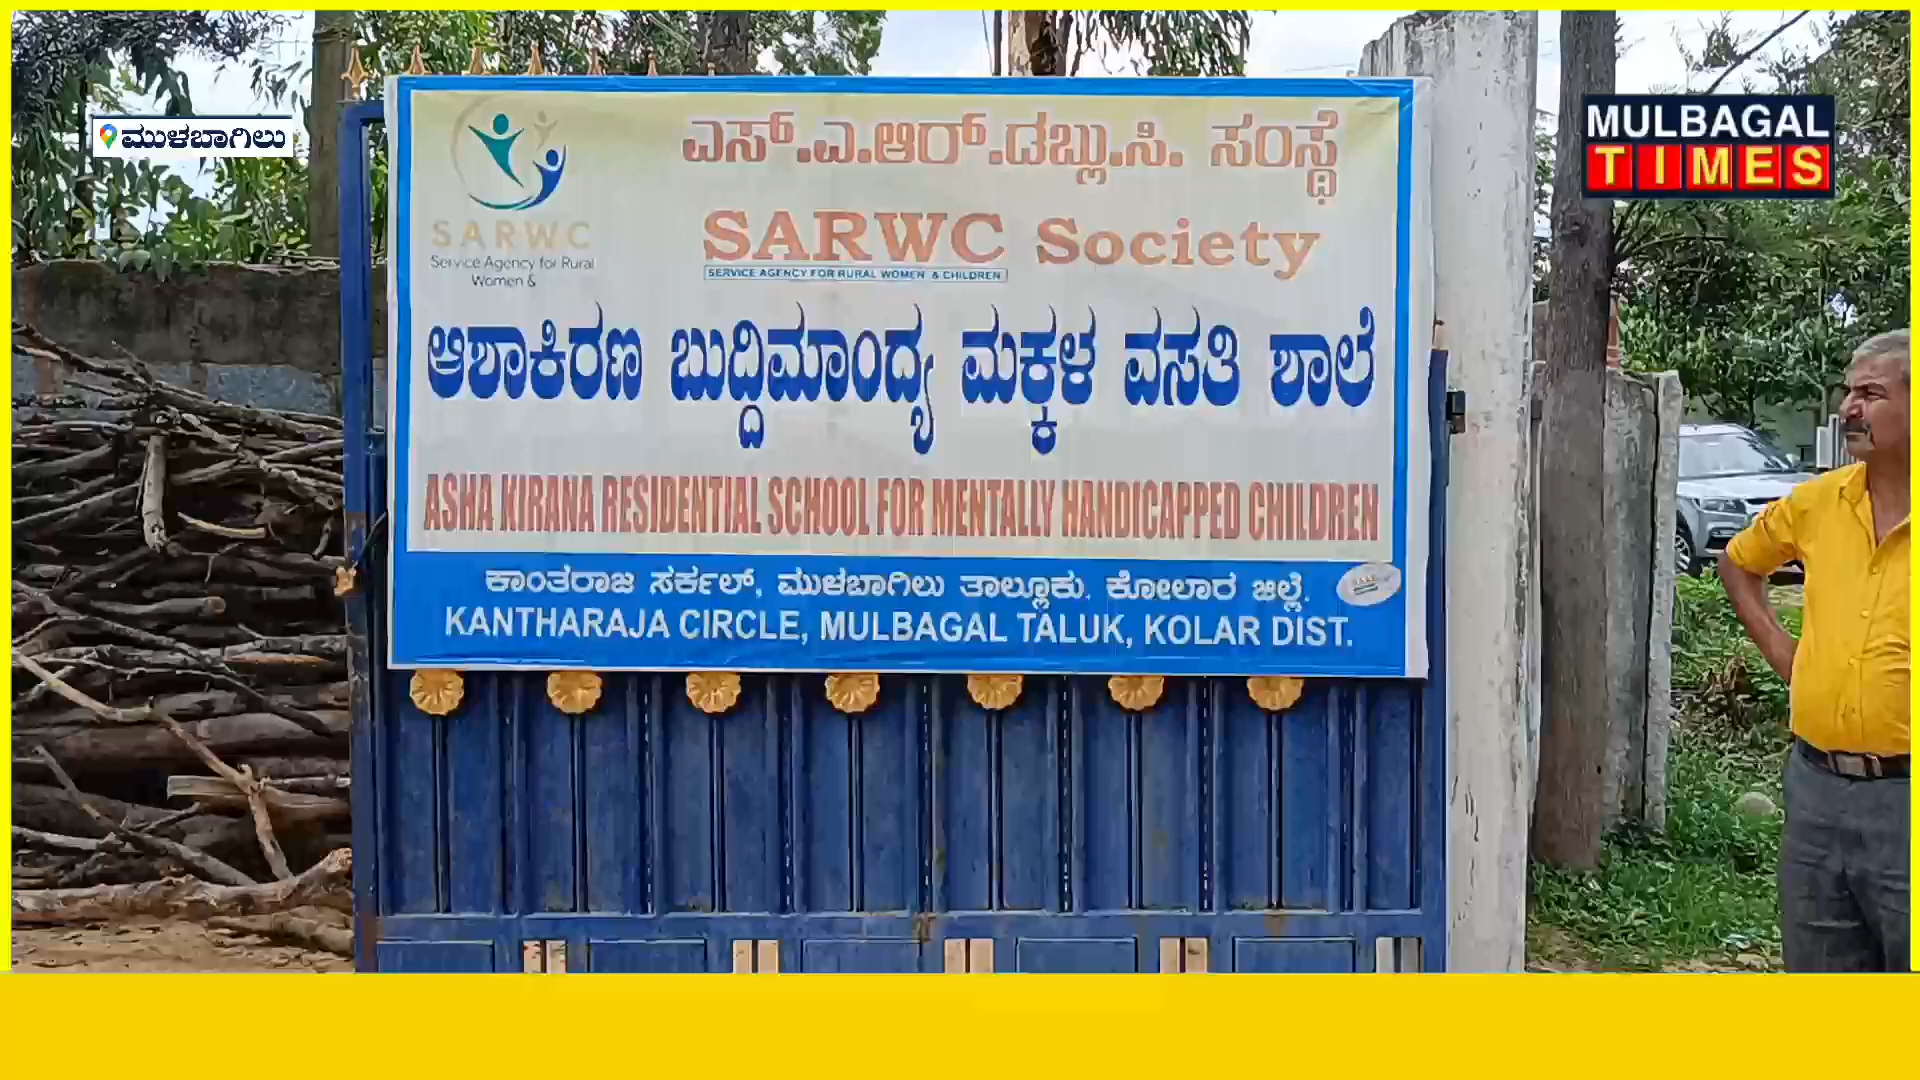 ಮುಳಬಾಗಿಲು
MULBAGAL
TIMES
ಎಸ್.ಎ.ಆರ್.ಡಬ್ಲು.ಸಿ. ಸಂಸ್ಥೆ
SARWC
Service Agency for Rural
Women &
SARWC Society
SERVICE AGENCY FOR RURAL WOMEN & CHILDREN
ಆಶಾಕಿರಣ ಬುದ್ದಿಮಾಂದ್ಯ ಮಕ್ಕಳ ವಸತಿ ಶಾಲೆ
ASHA KIRANA RESIDENTIAL SCHOOL FOR MENTALLY HANDICAPPED CHILDREN
ಕಾಂತರಾಜ ಸರ್ಕಲ್, ಮುಳಬಾಗಿಲು ತಾಲ್ಲೂಕು. ಕೋಲಾರ ಜಿಲ್ಲೆ.
KANTHARAJA CIRCLE, MULBAGAL TALUK, KOLAR DIST.